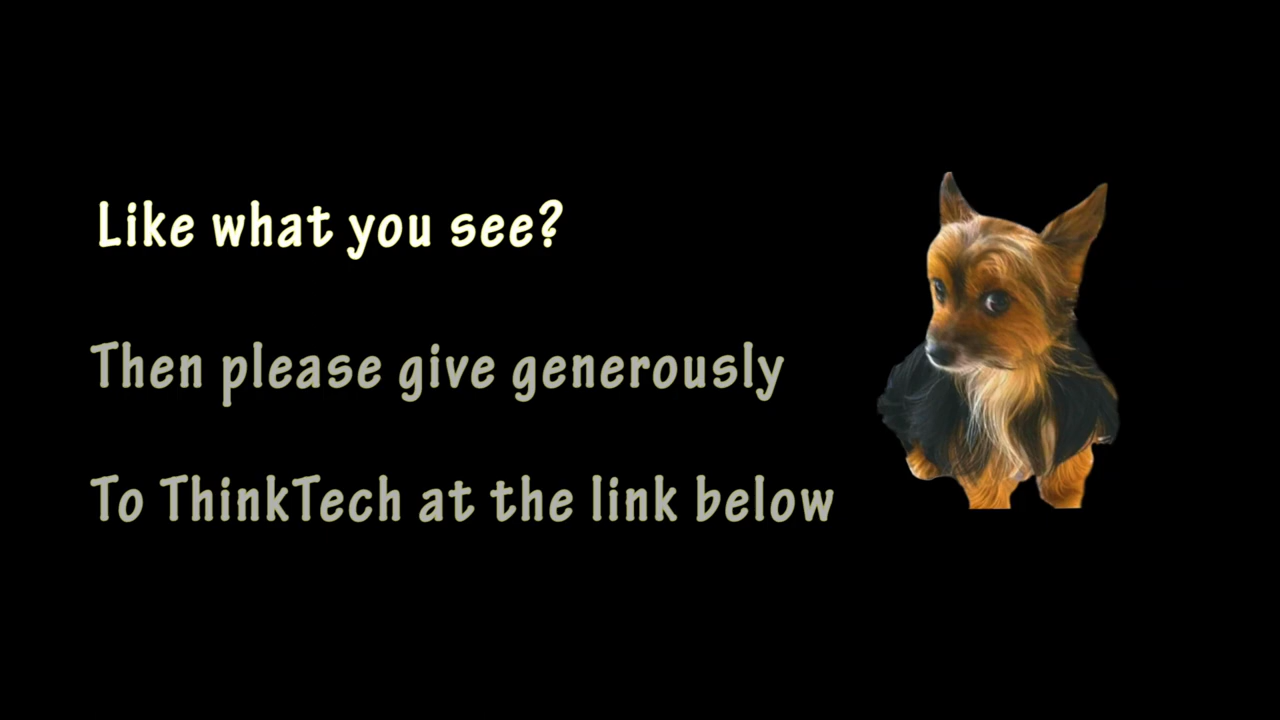 Like what you see?
Then please give generously
To ThinkTech at the link below